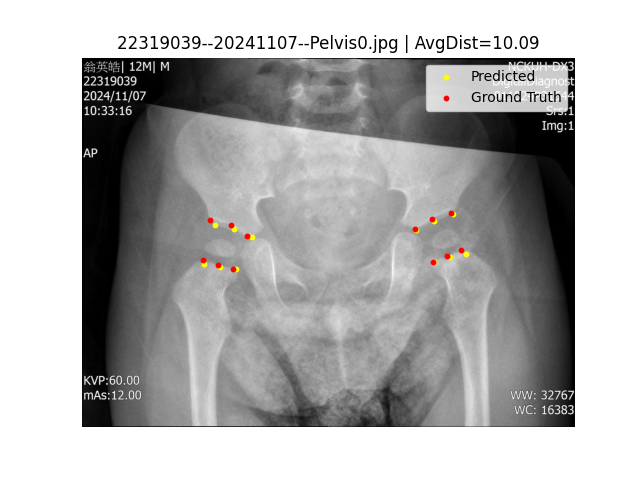 22319039--20241107--Pelvis0.jpg | AvgDist=10.09
翁英皓| 12M| M
22319039
2024/11/07
10:33:16
AP
NCKUH-DX3
DigitalDiagnost
Predicted
Ground Truth
Srs:1
Img:1
KVP:60.00
mAs:12.00
WW: 32767
WC: 16383